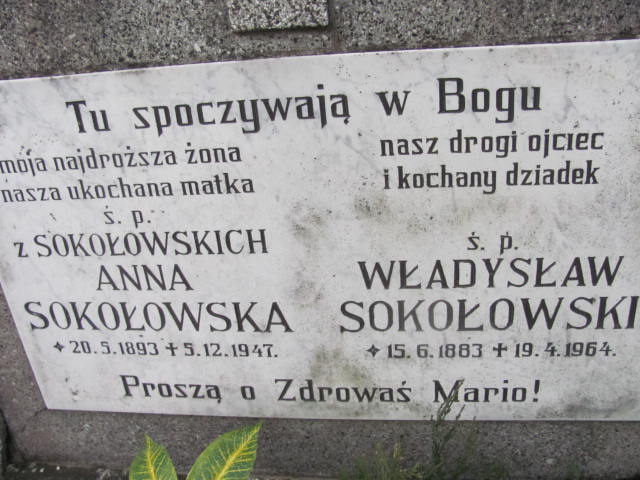 Tu spoczywają w Bogu
moja najdroższa żona
nasza ukochana matka
ś. p.
z SOKOŁOWSKICH
ANNA
SOKOŁOWSKA
✦ 20.5.1893 ✝ 5.12.1947.
nasz drogi ojciec
i kochany dziadek
ś. p.
WŁADYSŁAW
SOKOŁOWSKI
✦ 15.6.1883 ✝ 19.4.1964.
Proszą o Zdrowaś Mario!